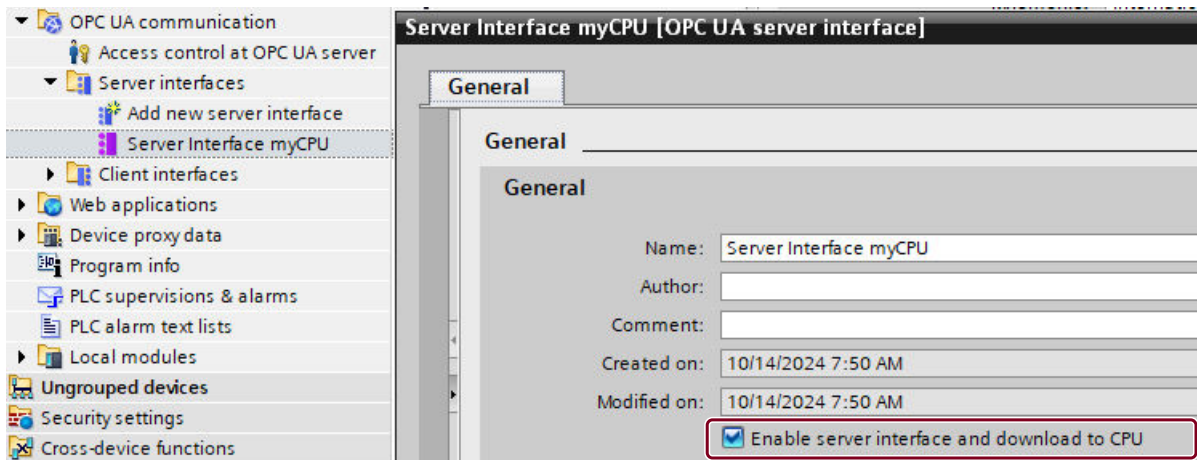 OPC UA communication
Access control at OPC UA server
Server interfaces
Add new server interface
Server Interface myCPU
Client interfaces
Web applications
Device proxy data
Program info
PLC supervisions & alarms
PLC alarm text lists
Local modules
Ungrouped devices
Security settings
Cross-device functions
Server Interface myCPU [OPC UA server interface]
General
General
General
Name: Server Interface myCPU
Author:
Comment:
Created on: 10/14/2024 7:50 AM
Modified on: 10/14/2024 7:50 AM
Enable server interface and download to CPU